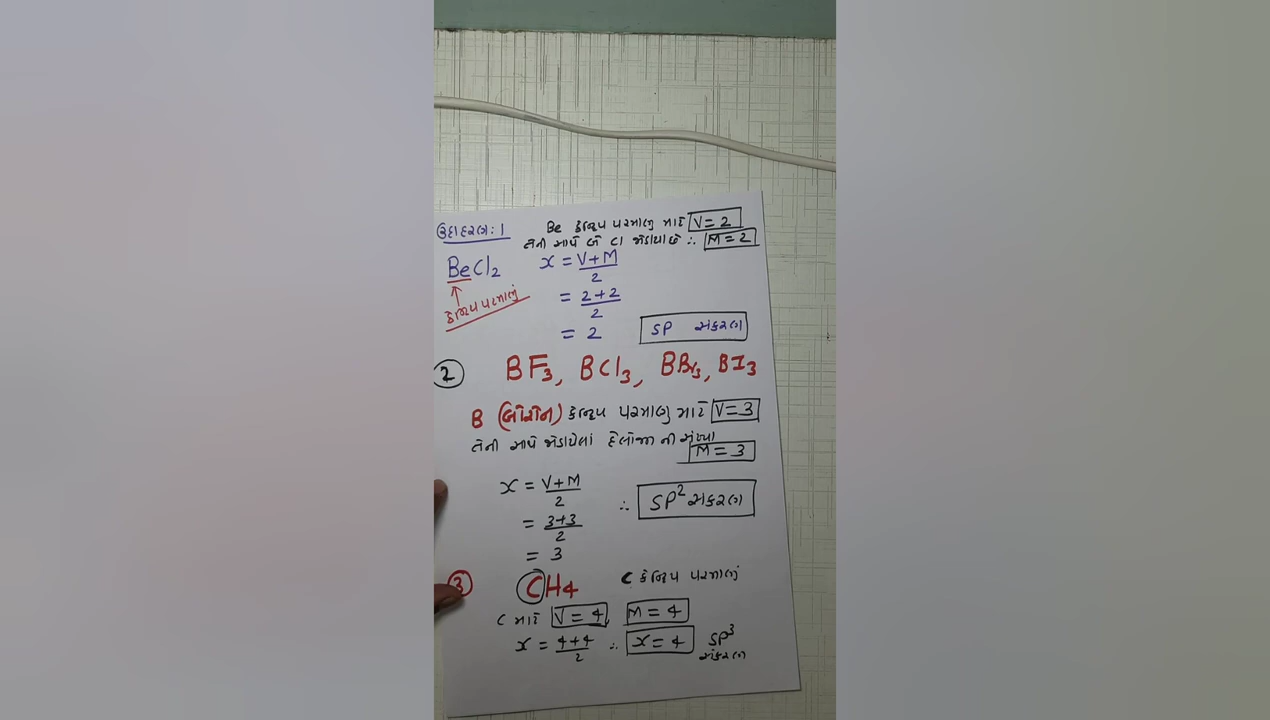 ઉદાહરણ: 1
Be કેન્દ્રિય પરમાણુ માટે V = 2
તેની સાથે બે Cl જોડાયા છે ∴ M = 2
BeCl₂
કેન્દ્રિય પરમાણું
x = V + M / 2
= 2 + 2 / 2
= 2
SP સંકરણ
2 BF₃, BCl₃, BBr₃, BI₃
B (બોરોન) કેન્દ્રિય પરમાણુ માટે V = 3
તેની સાથે જોડાયેલાં હેલોજન ની સંખ્યા
M = 3
x = V + M / 2
= 3 + 3 / 2
= 3
∴ SP² સંકરણ
3 CH4
C કેન્દ્રિય પરમાણું
C માટે V = 4, M = 4
x = 4 + 4 / 2 ∴ x = 4 SP³
સંકરણ